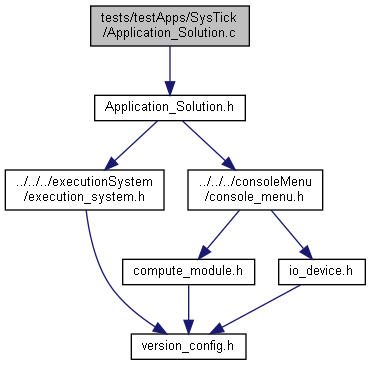 tests/testApps/SysTick
/Application_Solution.c
Application_Solution.h
../../../executionSystem
/execution_system.h
../../../consoleMenu
/console_menu.h
compute_module.h
io_device.h
version_config.h